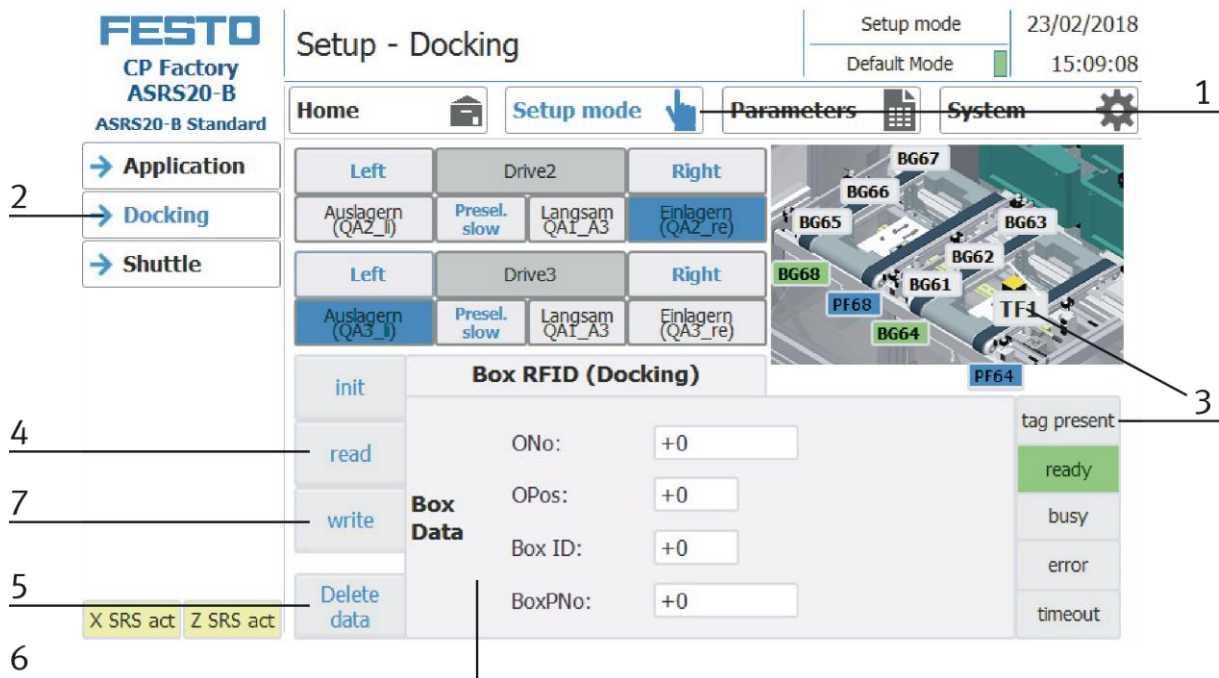 FESTO
CP Factory
ASRS20-B
ASRS20-B Standard
Setup - Docking
Setup mode
Default Mode
23/02/2018
15:09:08
Home
Setup mode
Parameters
System
1
Application
2
Docking
Shuttle
Left
Drive2
Right
Auslagern
(QA2_li)
Presel.
slow
Langsam
QA1_A3
Einlagern
(QA2_re)
Left
Drive3
Right
Auslagern
(QA3_li)
Presel.
slow
Langsam
QA1_A3
Einlagern
(QA3_re)
BG67
BG66
BG65
BG63
BG62
BG68
BG61
PF68
TF1
BG64
PF64
3
init
Box RFID (Docking)
4
read
7
write
Box
Data
ONo:
+0
OPos:
+0
Box ID:
+0
BoxPNo:
+0
tag present
ready
busy
error
timeout
5
Delete
data
X SRS act
Z SRS act
6